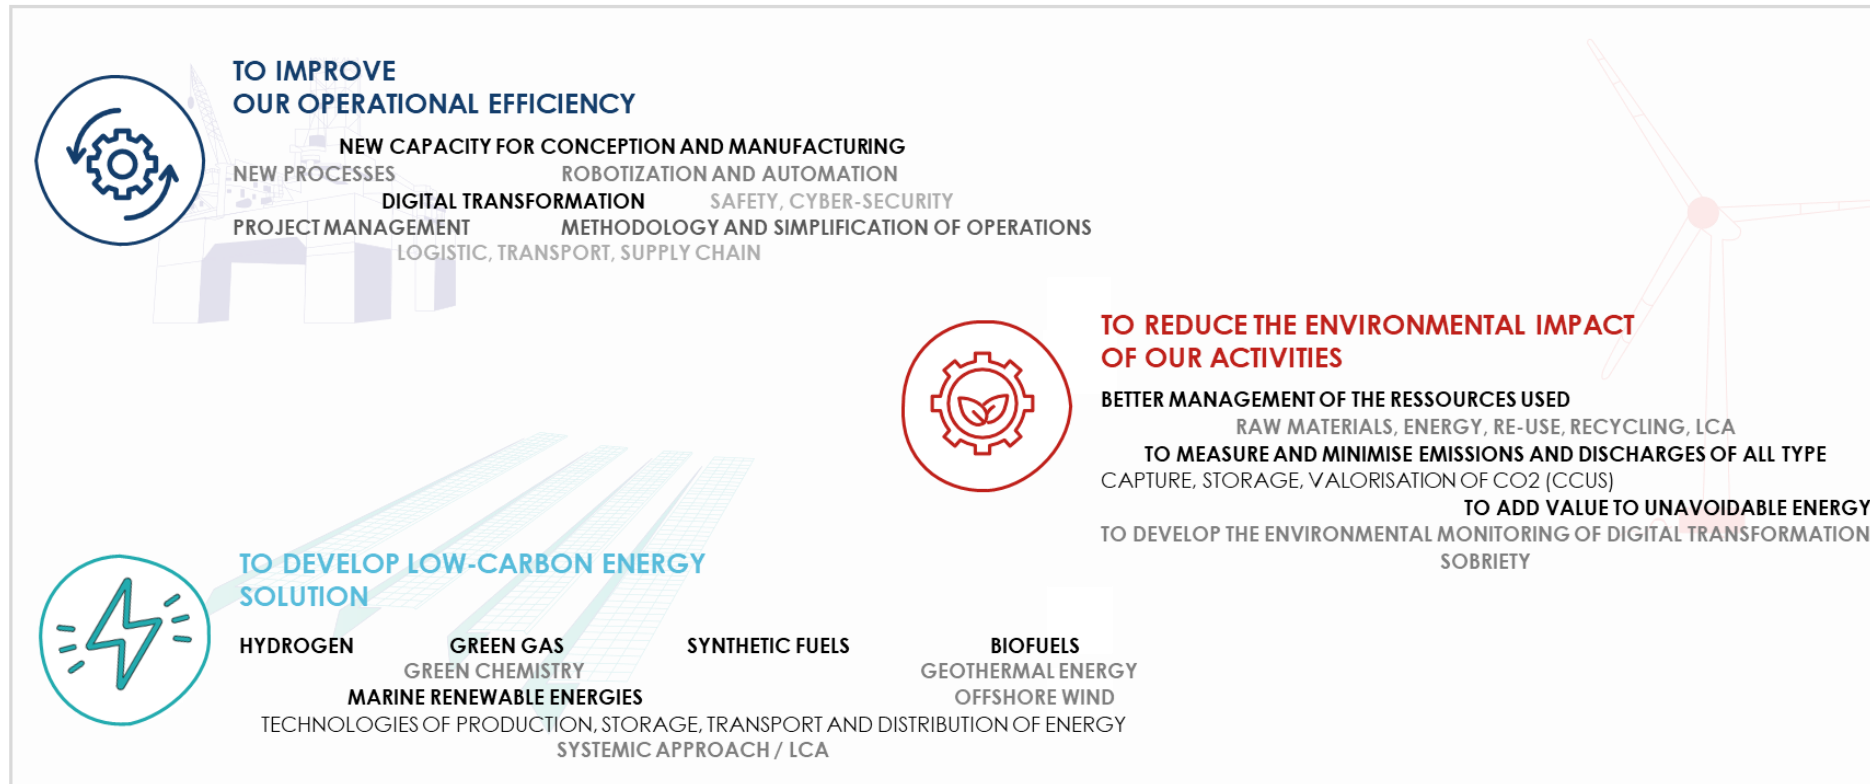 TO IMPROVE
OUR OPERATIONAL EFFICIENCY
NEW CAPACITY FOR CONCEPTION AND MANUFACTURING
NEW PROCESSES ROBOTIZATION AND AUTOMATION
DIGITAL TRANSFORMATION SAFETY, CYBER-SECURITY
PROJECT MANAGEMENT METHODOLOGY AND SIMPLIFICATION OF OPERATIONS
LOGISTIC, TRANSPORT, SUPPLY CHAIN
TO REDUCE THE ENVIRONMENTAL IMPACT
OF OUR ACTIVITIES
BETTER MANAGEMENT OF THE RESSOURCES USED
RAW MATERIALS, ENERGY, RE-USE, RECYCLING, LCA
TO MEASURE AND MINIMISE EMISSIONS AND DISCHARGES OF ALL TYPE
CAPTURE, STORAGE, VALORISATION OF CO2 (CCUS)
TO ADD VALUE TO UNAVOIDABLE ENERGY
TO DEVELOP THE ENVIRONMENTAL MONITORING OF DIGITAL TRANSFORMATION
SOBRIETY
TO DEVELOP LOW-CARBON ENERGY
SOLUTION
HYDROGEN GREEN GAS SYNTHETIC FUELS BIOFUELS
GREEN CHEMISTRY GEOTHERMAL ENERGY
MARINE RENEWABLE ENERGIES OFFSHORE WIND
TECHNOLOGIES OF PRODUCTION, STORAGE, TRANSPORT AND DISTRIBUTION OF ENERGY
SYSTEMIC APPROACH / LCA